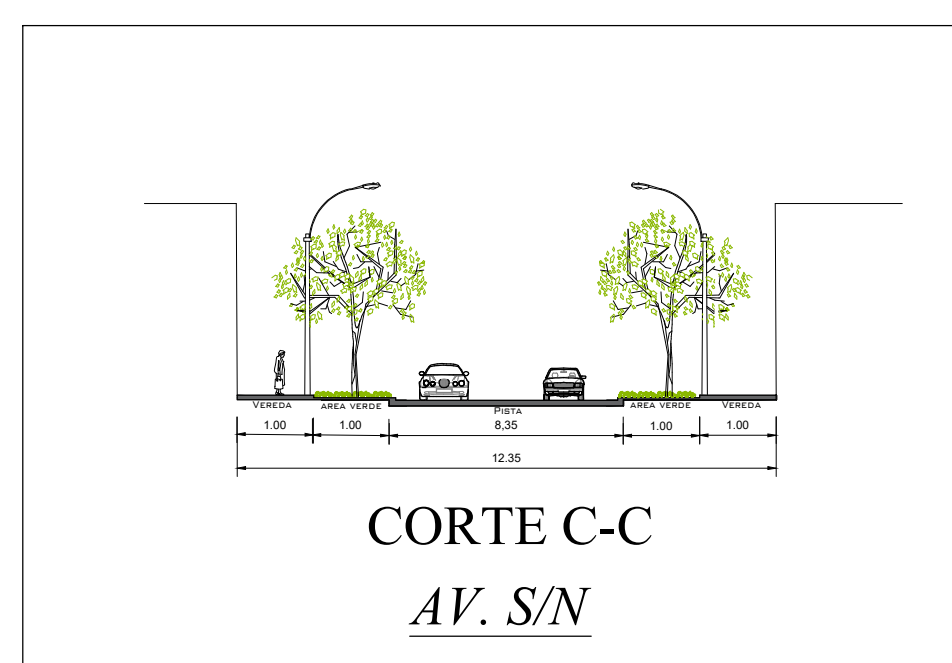 VEREDA AREA VERDE PISTA AREA VERDE VEREDA
1.00 1.00 8,35 1.00 1.00
12.35
CORTE C-C
AV. S/N